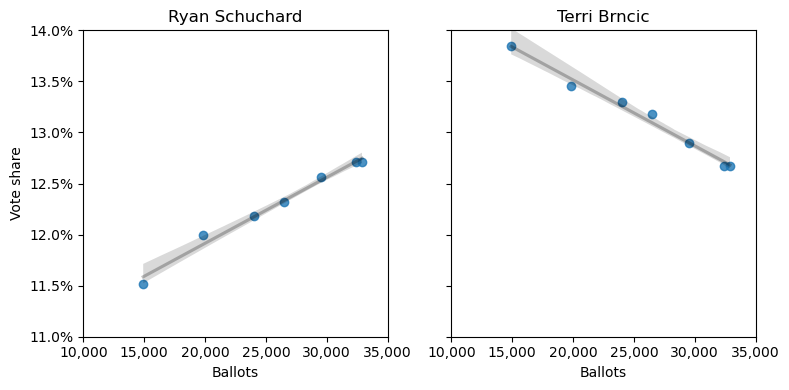 Ryan Schuchard
Terri Brncic
14.0%
13.5%
13.0%
12.5%
12.0%
11.5%
11.0%
Vote share
10,000 15,000 20,000 25,000 30,000 35,000
10,000 15,000 20,000 25,000 30,000 35,000
Ballots
Ballots